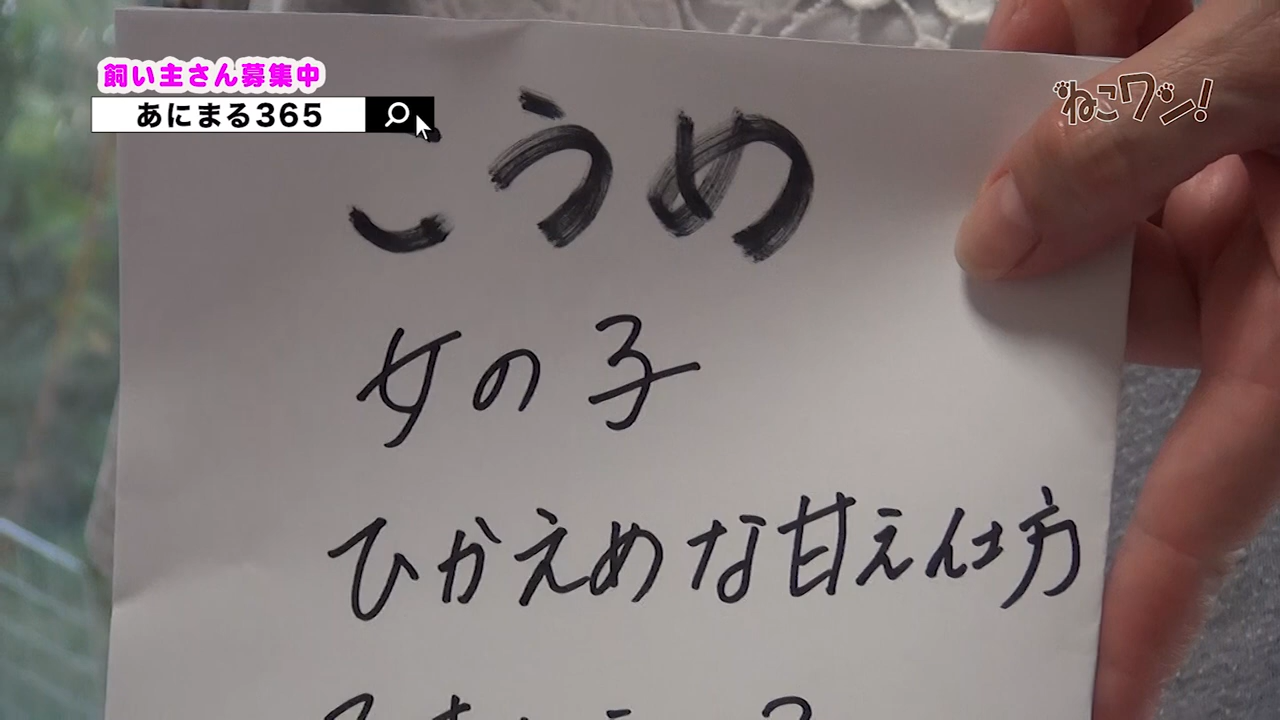 飼い主さん募集中
あにまる365
ねこワン!
こうめ
女の子
ひかえめな甘え仕方